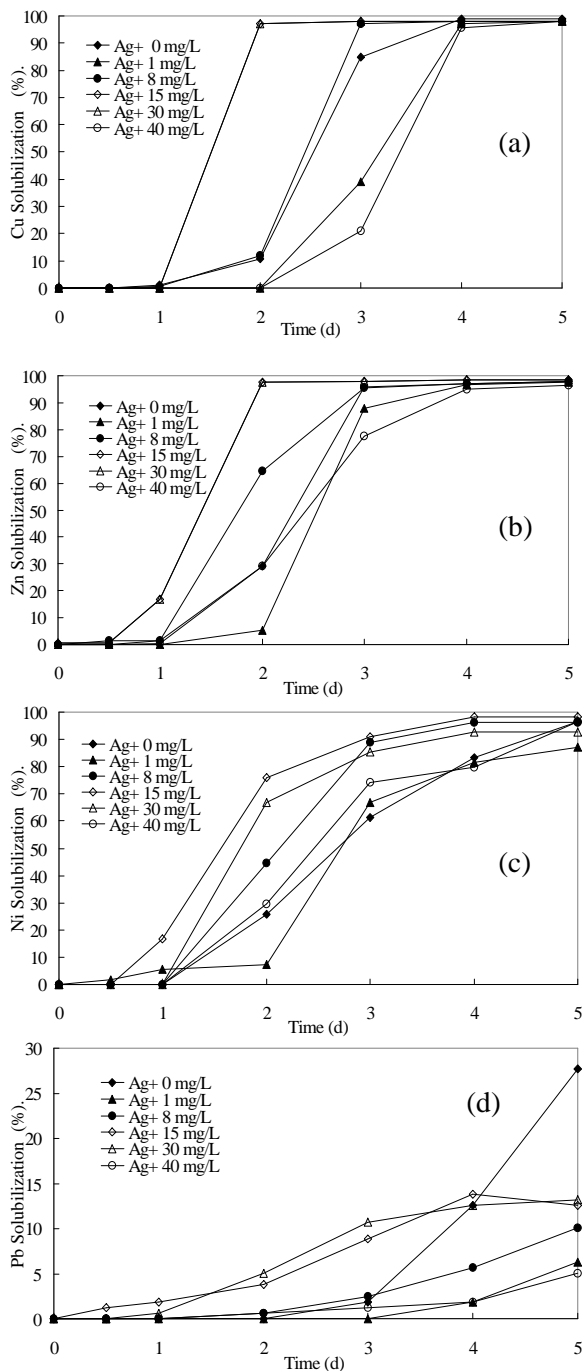 100
90
80
70
60
50
40
30
20
10
0
Cu Solubilization (%).
Ag+ 0 mg/L
Ag+ 1 mg/L
Ag+ 8 mg/L
Ag+ 15 mg/L
Ag+ 30 mg/L
Ag+ 40 mg/L
(a)
0 1 2 3 4 5
Time (d)
100
90
80
70
60
50
40
30
20
10
0
Zn Solubilization (%).
Ag+ 0 mg/L
Ag+ 1 mg/L
Ag+ 8 mg/L
Ag+ 15 mg/L
Ag+ 30 mg/L
Ag+ 40 mg/L
(b)
0 1 2 3 4 5
Time (d)
100
90
80
70
60
50
40
30
20
10
0
Ni Solubilization (%).
Ag+ 0 mg/L
Ag+ 1 mg/L
Ag+ 8 mg/L
Ag+ 15 mg/L
Ag+ 30 mg/L
Ag+ 40 mg/L
(c)
0 1 2 3 4 5
Time (d)
30
25
20
15
10
5
0
Pb Solubilization (%).
Ag+ 0 mg/L
Ag+ 1 mg/L
Ag+ 8 mg/L
Ag+ 15 mg/L
Ag+ 30 mg/L
Ag+ 40 mg/L
(d)
0 1 2 3 4 5
Time (d)